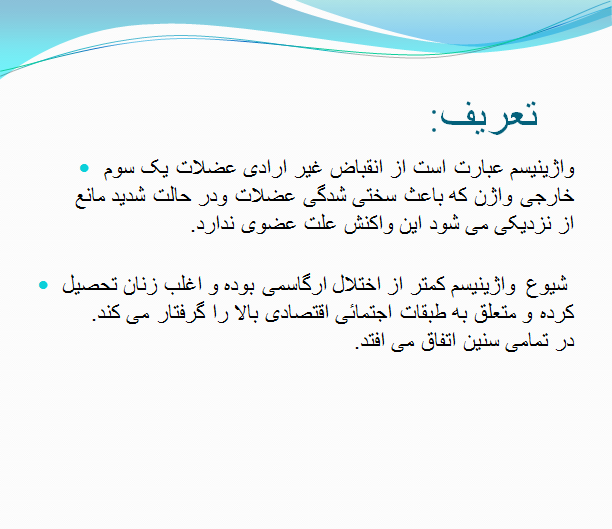 تعریف:
واژینیسم عبارت است از انقباض غیر ارادی عضلات یک سوم
خارجی واژن که باعث سختی شدگی عضلات ودر حالت شدید مانع
از نزدیکی می شود این واکنش علت عضوی ندارد.
شیوع واژینیسم کمتر از اختلال ارگاسمی بوده و اغلب زنان تحصیل
کرده و متعلق به طبقات اجتمائی اقتصادی بالا را گرفتار می کند.
در تمامی سنین اتفاق می افتد.